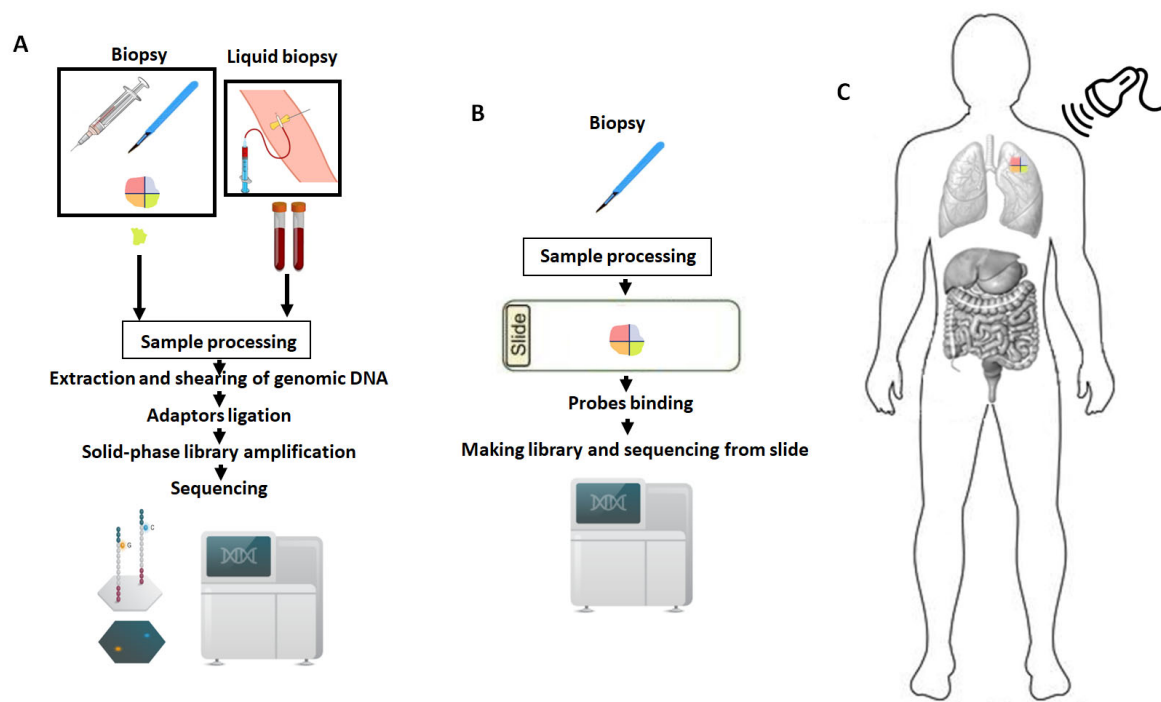 A
Biopsy
Liquid biopsy
Sample processing
Extraction and shearing of genomic DNA
Adaptors ligation
Solid-phase library amplification
Sequencing
C
G
B
Biopsy
Sample processing
Slide
Probes binding
Making library and sequencing from slide
C